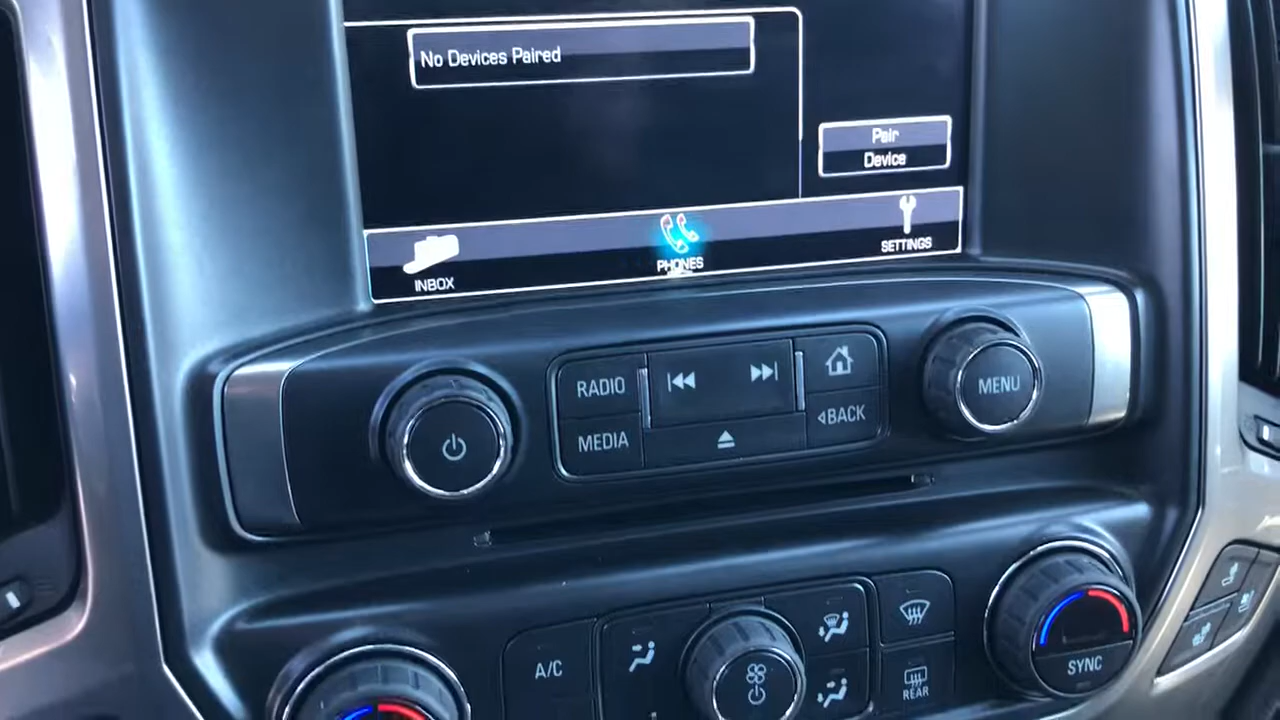 No Devices Paired
Pair
Device
INBOX
PHONES
SETTINGS
RADIO
MEDIA
BACK
MENU
A/C
REAR
SYNC